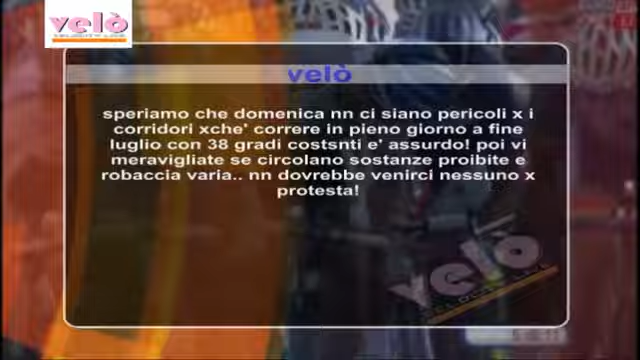 velò
velò
speriamo che domenica nn ci siano pericoli x i
corridori xchè' correre in pieno giorno a fine
luglio con 38 gradi costsnti e' assurdo! poi vi
meravigliate se circolano sostanze proibite e
robaccia varia.. nn dovrebbe venirci nessuno x
protesta!
velò